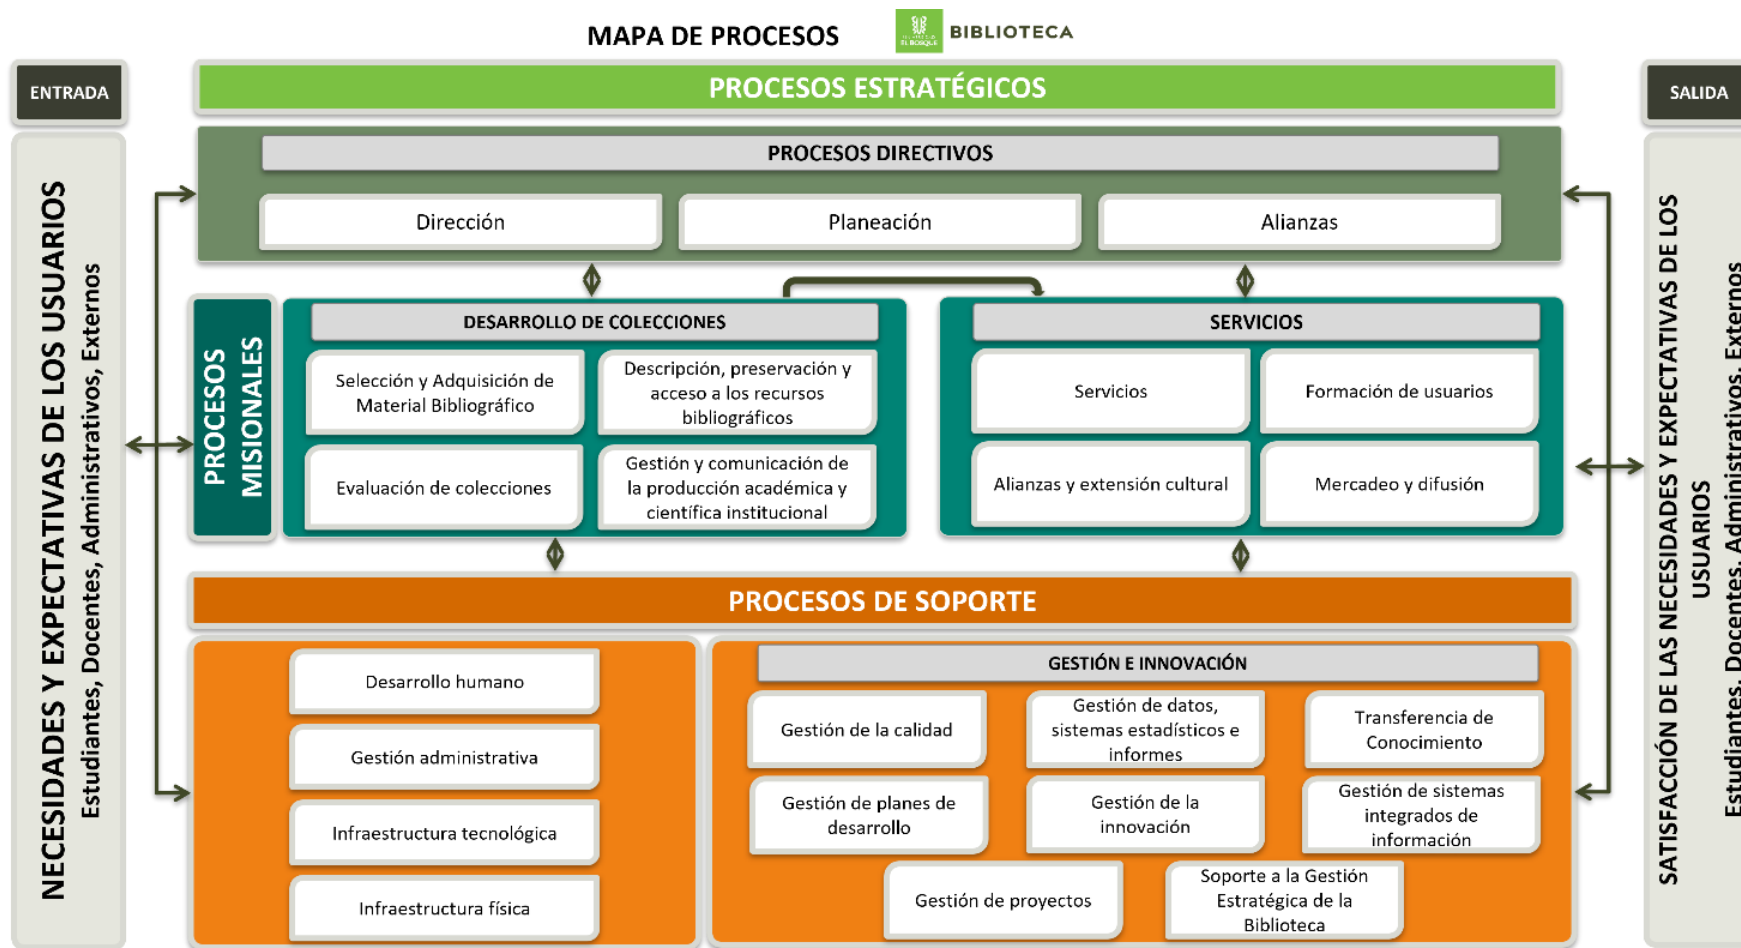 MAPA DE PROCESOS
EL BOSQUE
BIBLIOTECA
ENTRADA
PROCESOS ESTRATÉGICOS
SALIDA
NECESIDADES Y EXPECTATIVAS DE LOS USUARIOS
Estudiantes, Docentes, Administrativos, Externos
PROCESOS DIRECTIVOS
Dirección
Planeación
Alianzas
PROCESOS
MISIONALES
DESARROLLO DE COLECCIONES
Selección y Adquisición de
Material Bibliográfico
Descripción, preservación y
acceso a los recursos
bibliográficos
Evaluación de colecciones
Gestión y comunicación de
la producción académica y
científica institucional
SERVICIOS
Servicios
Formación de usuarios
Alianzas y extensión cultural
Mercadeo y difusión
PROCESOS DE SOPORTE
Desarrollo humano
Gestión administrativa
Infraestructura tecnológica
Infraestructura física
GESTIÓN E INNOVACIÓN
Gestión de la calidad
Gestión de datos,
sistemas estadísticos e
informes
Transferencia de
Conocimiento
Gestión de planes de
desarrollo
Gestión de la
innovación
Gestión de sistemas
integrados de
información
Gestión de proyectos
Soporte a la Gestión
Estratégica de la
Biblioteca
SATISFACCIÓN DE LAS NECESIDADES Y EXPECTATIVAS DE LOS
USUARIOS
Estudiantes, Docentes, Administrativos, Externos